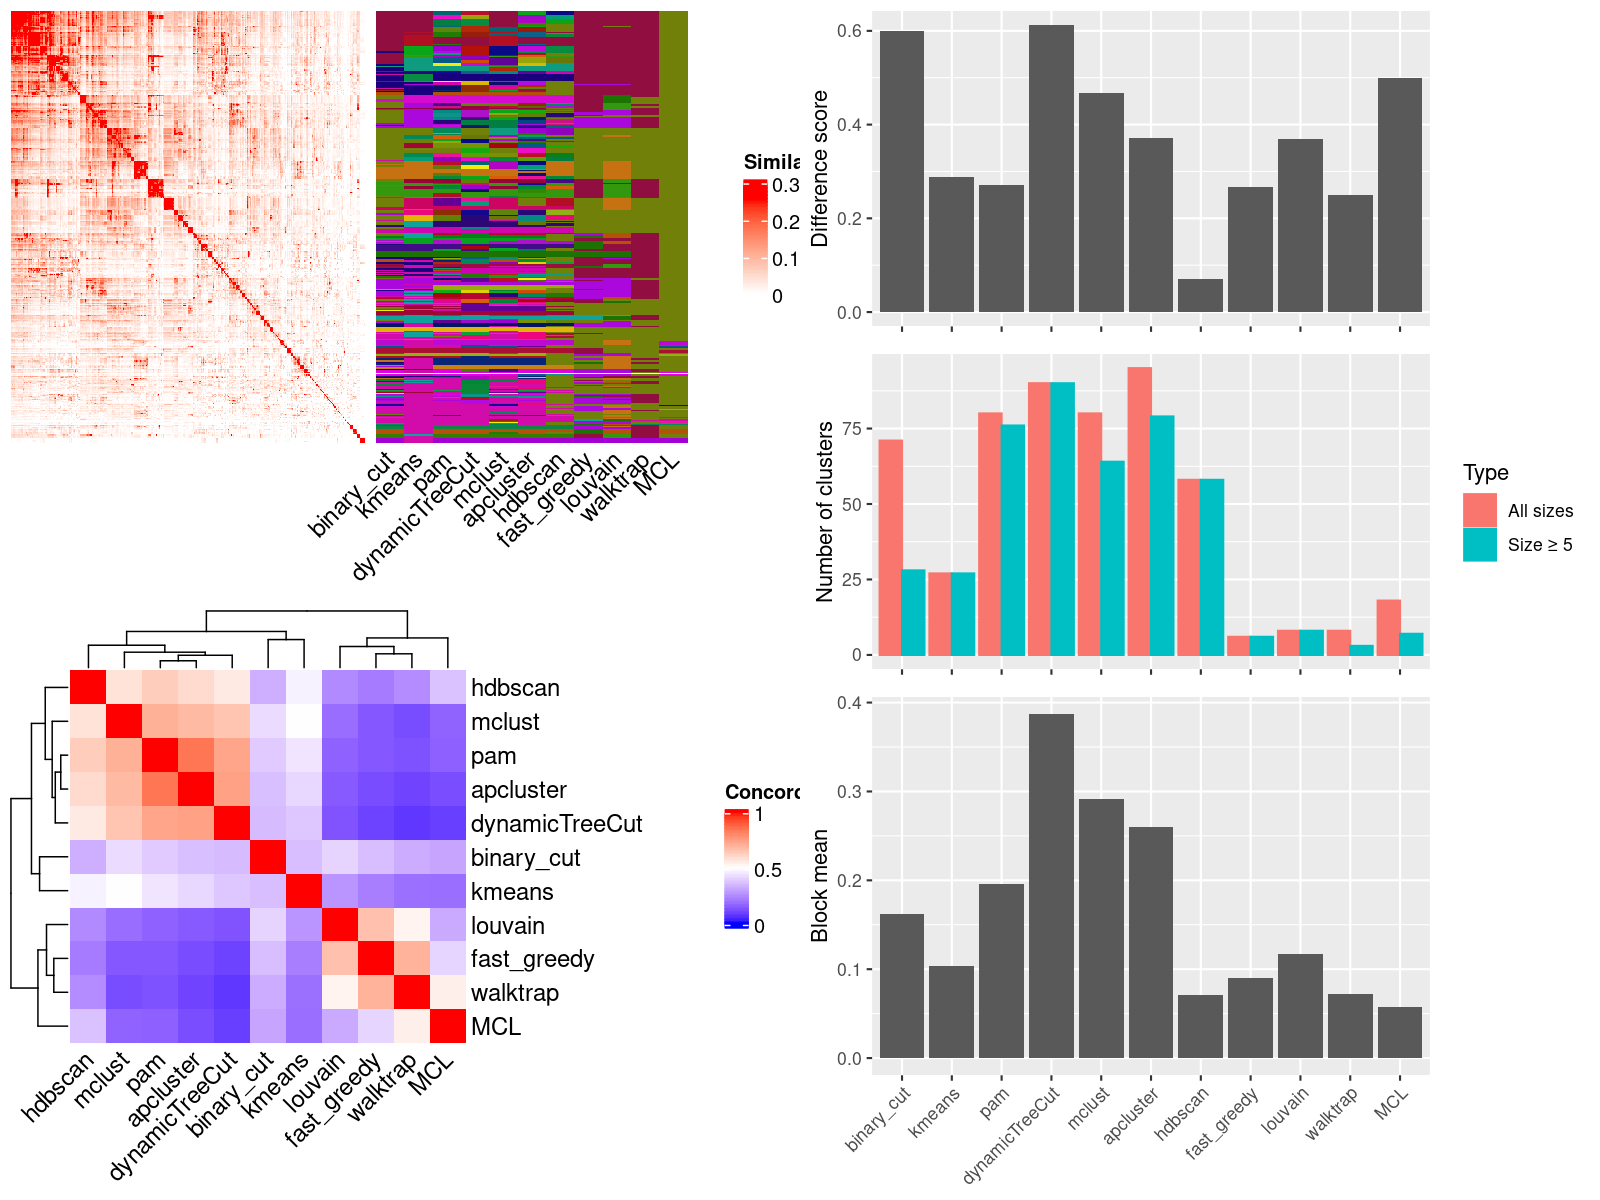 Simila
0.3
0.2
0.1
0
binary_cut
kmeans
pam
dynamicTreeCut
mclust
apcluster
hdbscan
fast_greedy
louvain
walktrap
MCL
hdbscan
mclust
pam
apcluster
dynamicTreeCut
binary_cut
kmeans
louvain
fast_greedy
walktrap
MCL
hdbscan
mclust
pam
apcluster
dynamicTreeCut
binary_cut
kmeans
louvain
fast_greedy
walktrap
MCL
Concord
1
0.5
0
Difference score
0.6
0.4
0.2
0.0
Number of clusters
75
50
25
0
Type
All sizes
Size ≥ 5
Block mean
0.4
0.3
0.2
0.1
0.0
binary_cut
kmeans
pam
dynamicTreeCut
mclust
apcluster
hdbscan
fast_greedy
louvain
walktrap
MCL